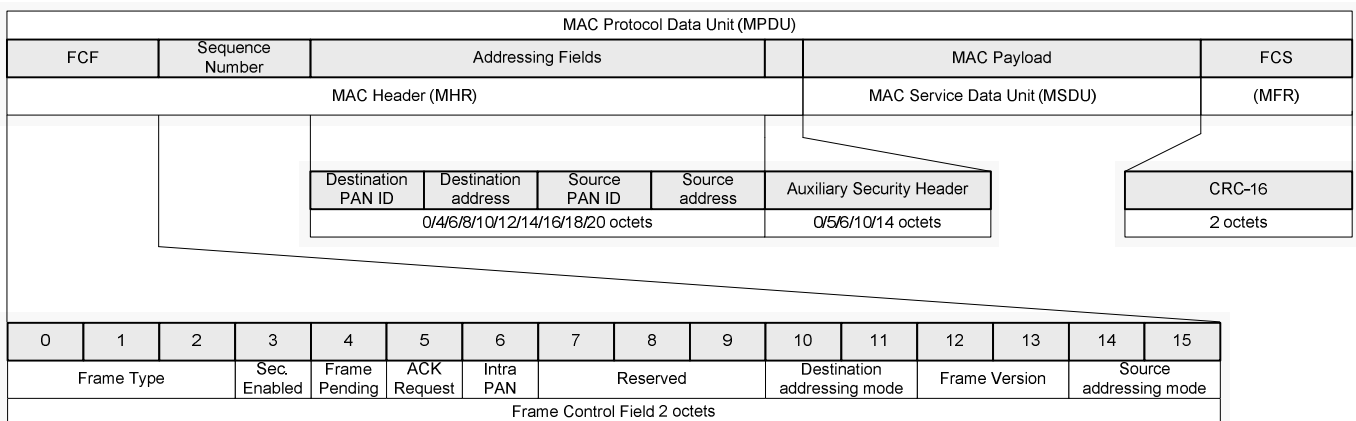 MAC Protocol Data Unit (MPDU)
FCF
Sequence
Number
Addressing Fields
MAC Payload
FCS
MAC Header (MHR)
MAC Service Data Unit (MSDU)
(MFR)
Destination
PAN ID
Destination
address
Source
PAN ID
Source
address
Auxiliary Security Header
CRC-16
0/4/6/8/10/12/14/16/18/20 octets
0/5/6/10/14 octets
2 octets
0 1 2 3 4 5 6 7 8 9 10 11 12 13 14 15
Frame Type
Sec.
Enabled
Frame
Pending
ACK
Request
Intra
PAN
Reserved
Destination
addressing mode
Frame Version
Source
addressing mode
Frame Control Field 2 octets